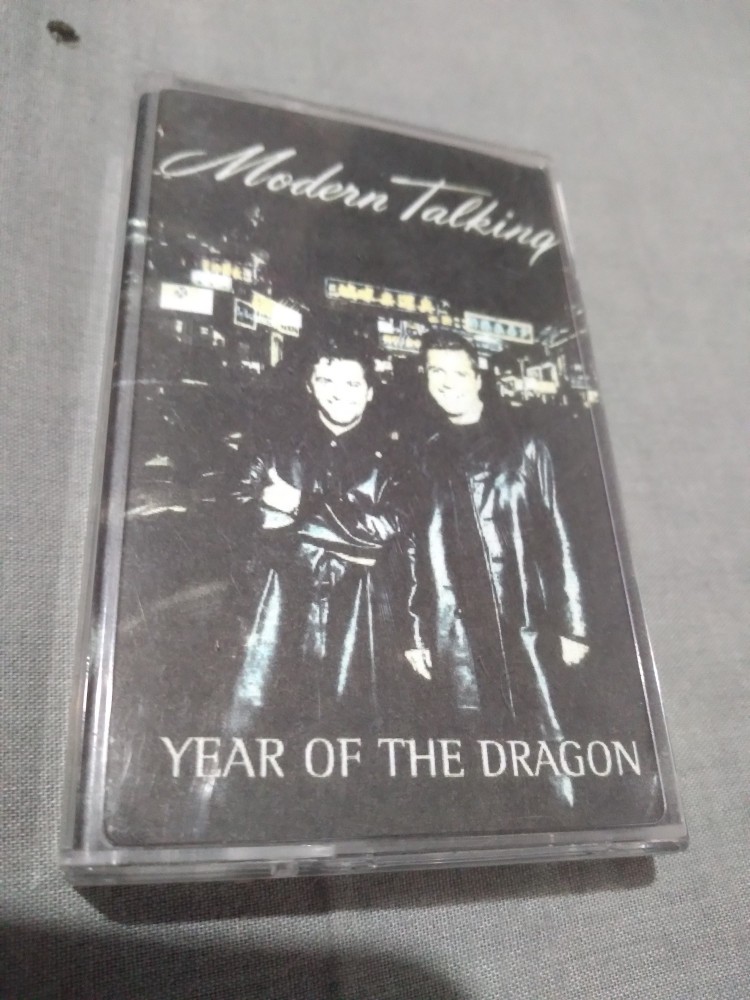 Modern Talking
YEAR OF THE DRAGON